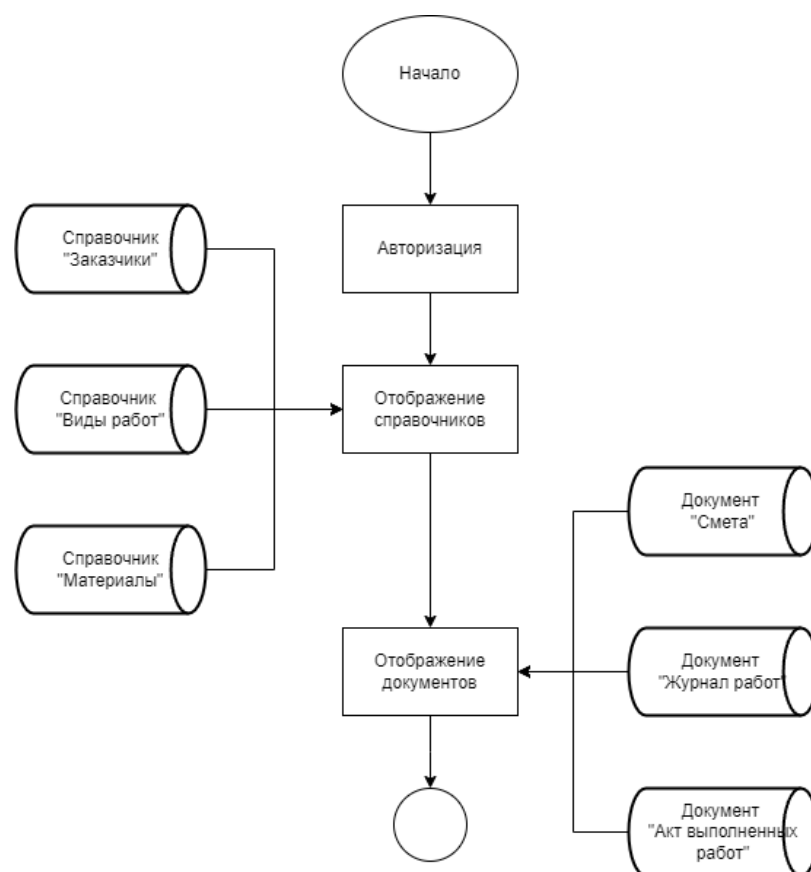 Начало
Авторизация
Справочник
"Заказчики"
Справочник
"Виды работ"
Справочник
"Материалы"
Отображение
справочников
Документ
"Смета"
Документ
"Журнал работ"
Документ
"Акт выполненных
работ"
Отображение
документов